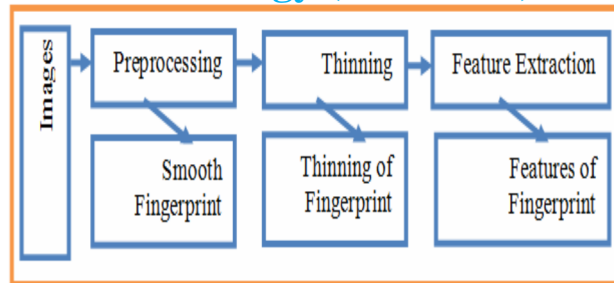 Images
Preprocessing
Thinning
Feature Extraction
Smooth
Fingerprint
Thinning of
Fingerprint
Features of
Fingerprint